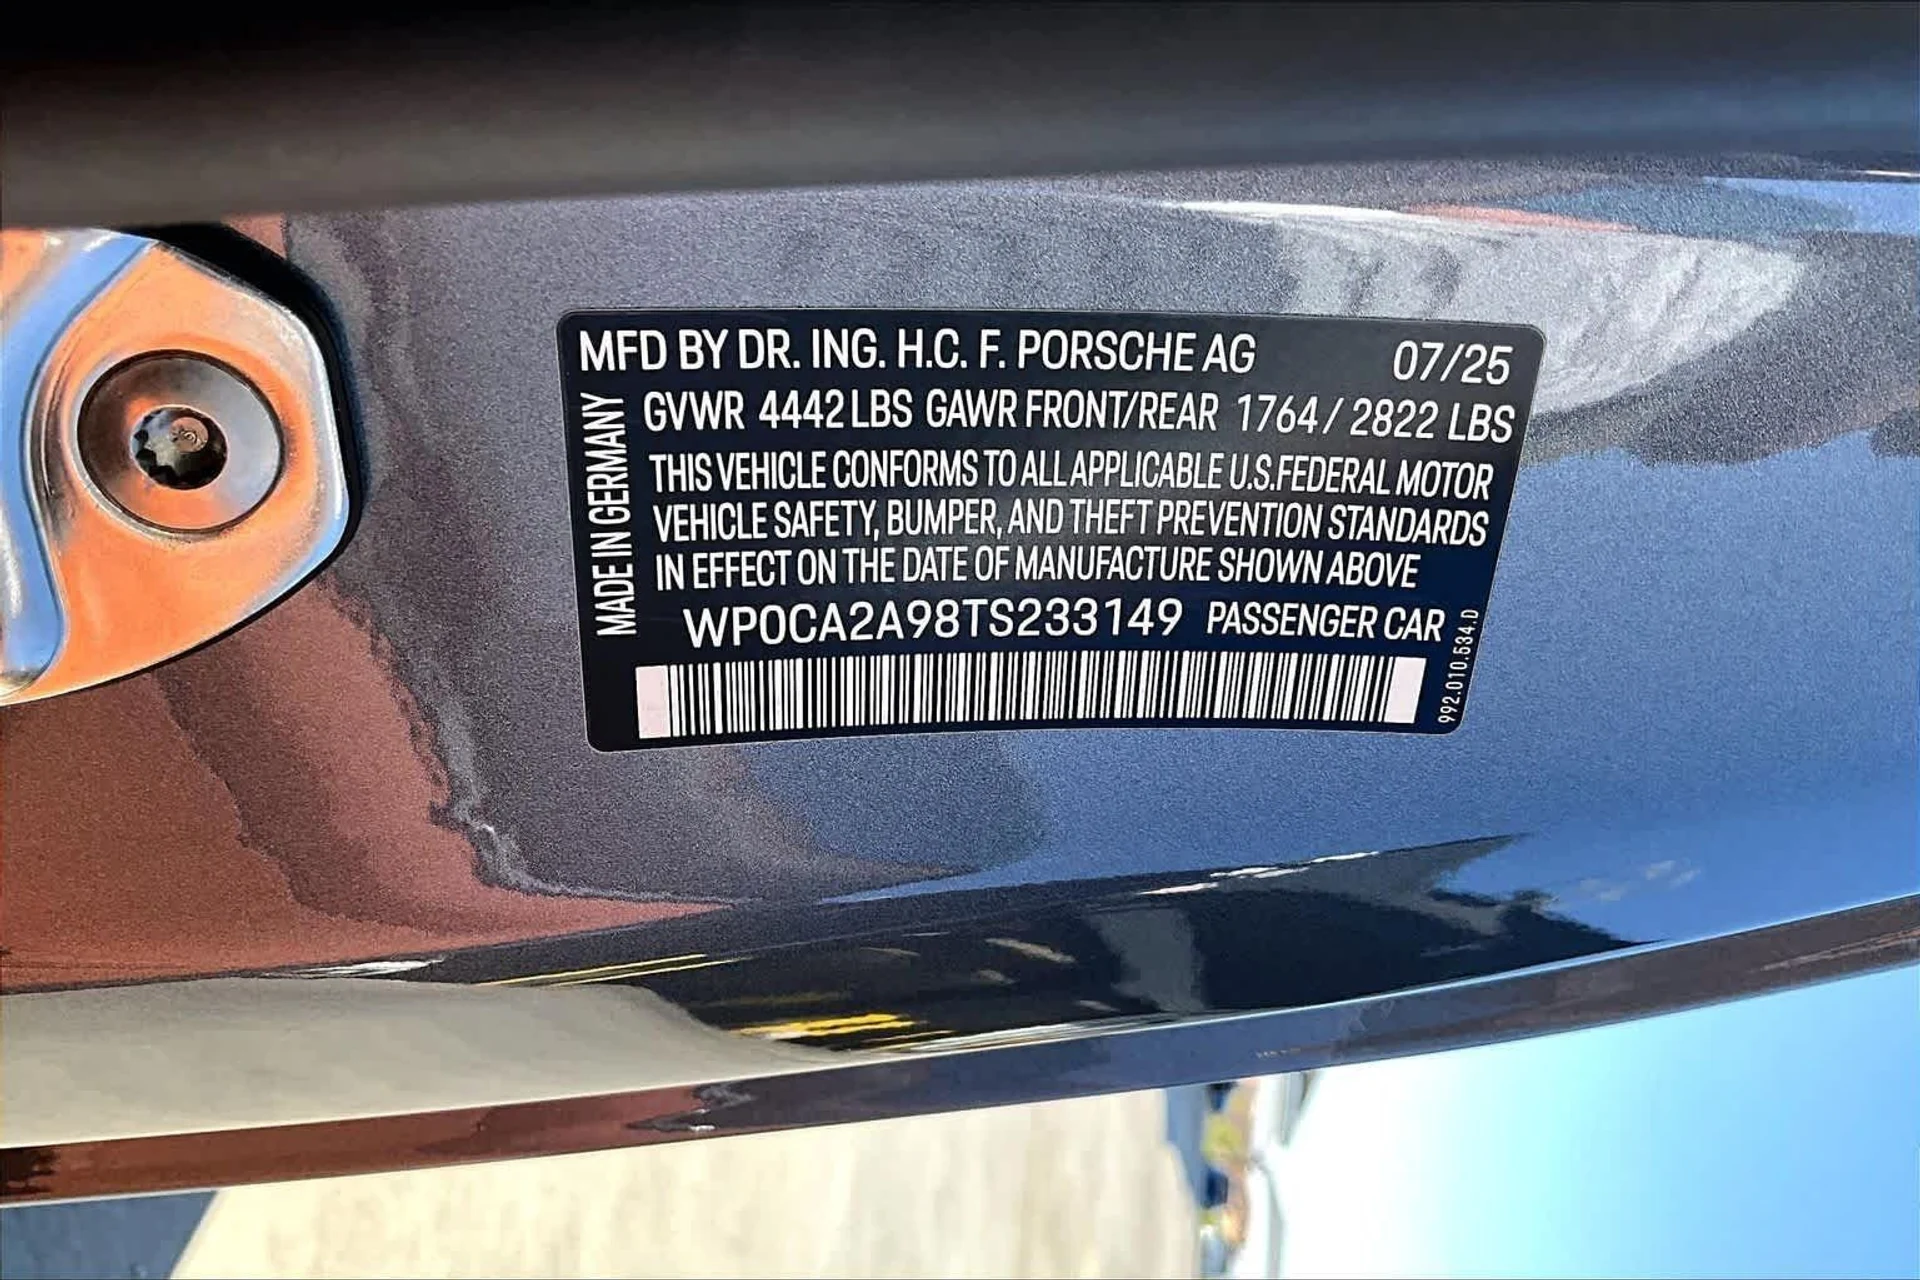 MFD BY DR. ING. H.C. F. PORSCHE AG 07/25
GVWR 4442 LBS GAWR FRONT/REAR 1764 / 2822 LBS
THIS VEHICLE CONFORMS TO ALL APPLICABLE U.S. FEDERAL MOTOR
VEHICLE SAFETY, BUMPER, AND THEFT PREVENTION STANDARDS
IN EFFECT ON THE DATE OF MANUFACTURE SHOWN ABOVE
WP0CA2A98TS233149 PASSENGER CAR
MADE IN GERMANY
992.010.534.D